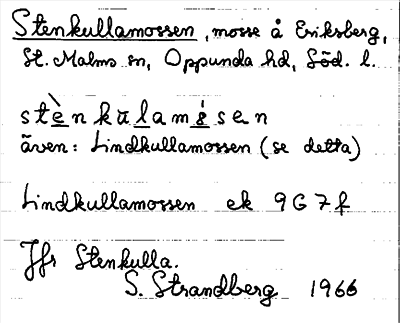 Stenkullamossen, mosse å Eriksberg,
St. Malms sn, Oppunda hd, Söd. l.
stènkulamåsen
även: Lindkullamossen (se detta)
Lindkullamossen ek 9G7f
Jfr Stenkulla.
S. Strandberg 1966